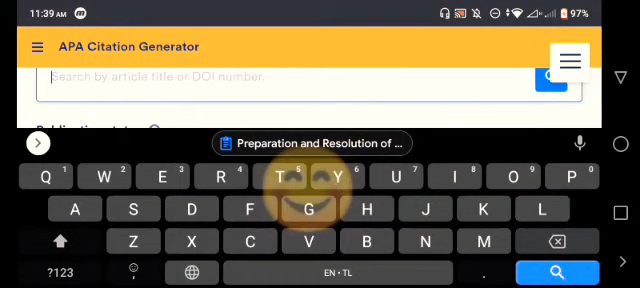 11:39 AM m 97%
APA Citation Generator
Search by article title or DOI number.
Preparation and Resolution of ...
Q 1 W 2 E 3 R 4 T 5 Y 6 U 7 I 8 O 9 P 0
A S D F G H J K L
Z X C V B N M
?123 EN • TL .